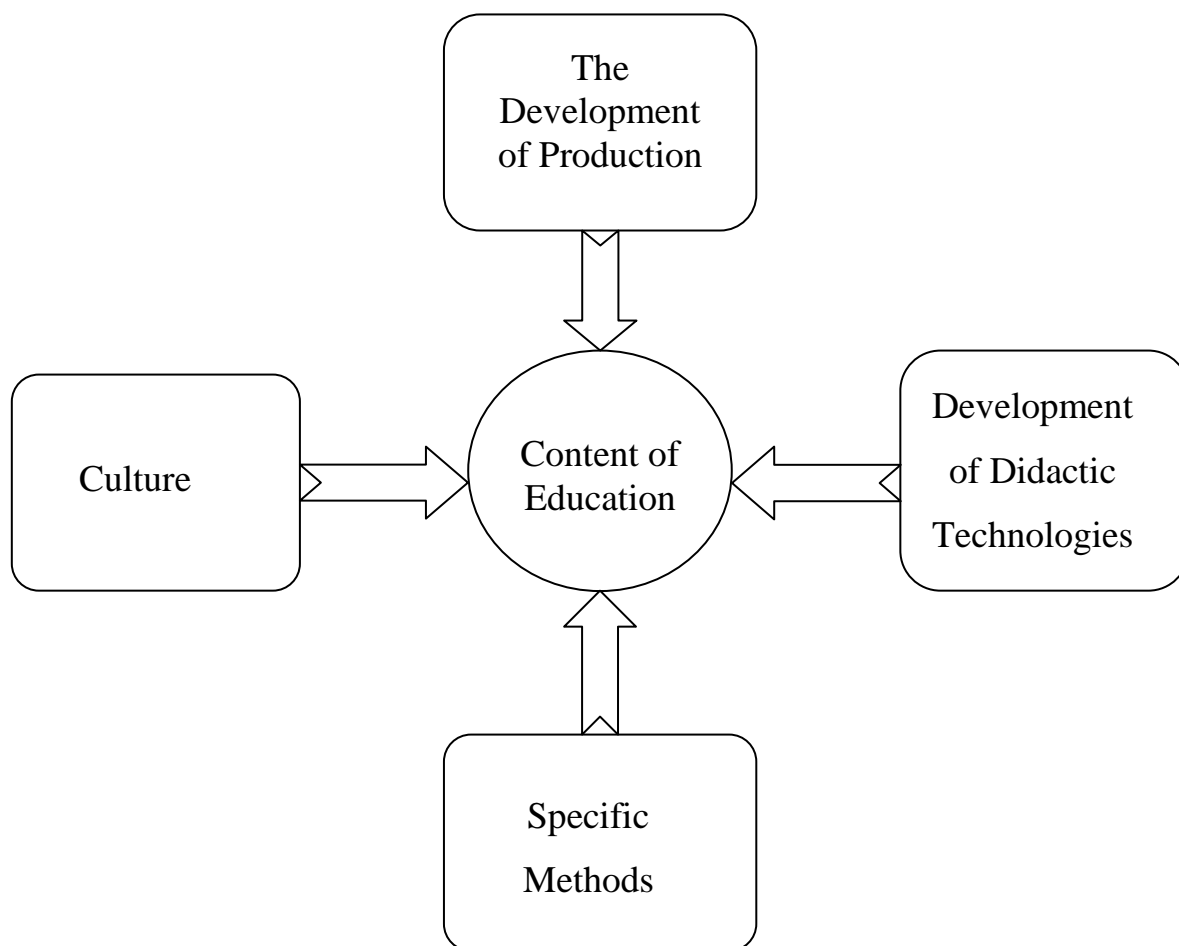 The
Development
of Production
Culture
Content of
Education
Development
of Didactic
Technologies
Specific
Methods